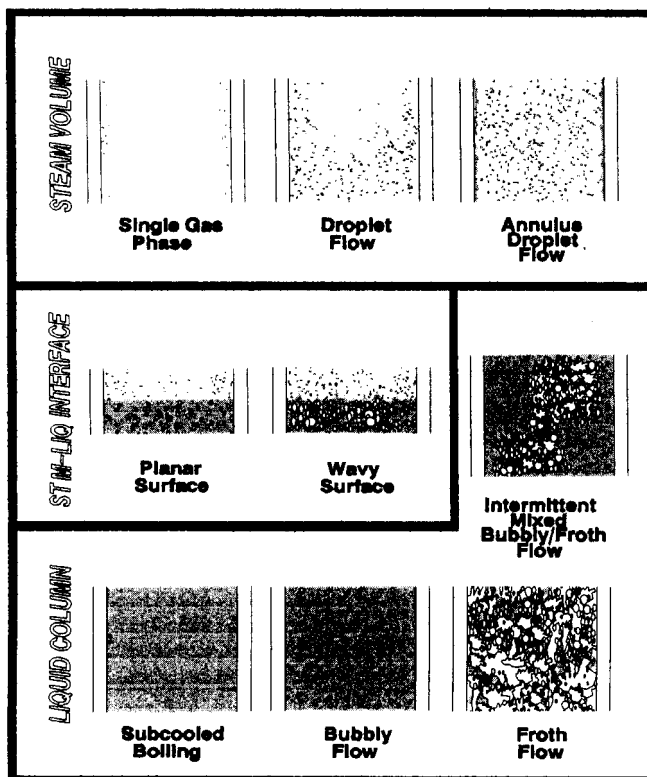 STEAM VOLUME
Single Gas
Phase
Droplet
Flow
Annulus
Droplet
Flow
STM-LIQ INTERFACE
Planar
Surface
Wavy
Surface
Intermittent
Mixed
Bubbly/Froth
Flow
LIQUID COLUMN
Subcooled
Boiling
Bubbly
Flow
Froth
Flow